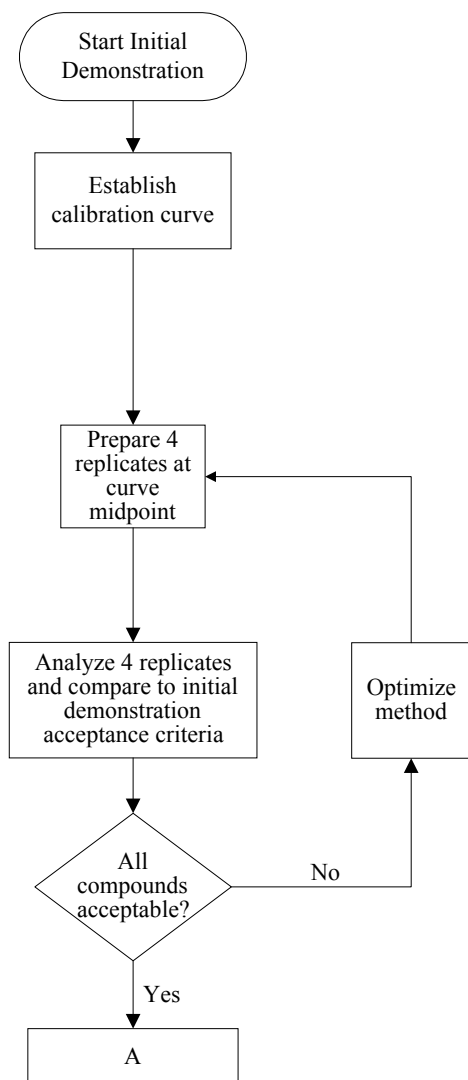 Start Initial
Demonstration
Establish
calibration curve
Prepare 4
replicates at
curve
midpoint
Analyze 4 replicates
and compare to initial
demonstration
acceptance criteria
Optimize
method
All
compounds
acceptable?
No
Yes
A